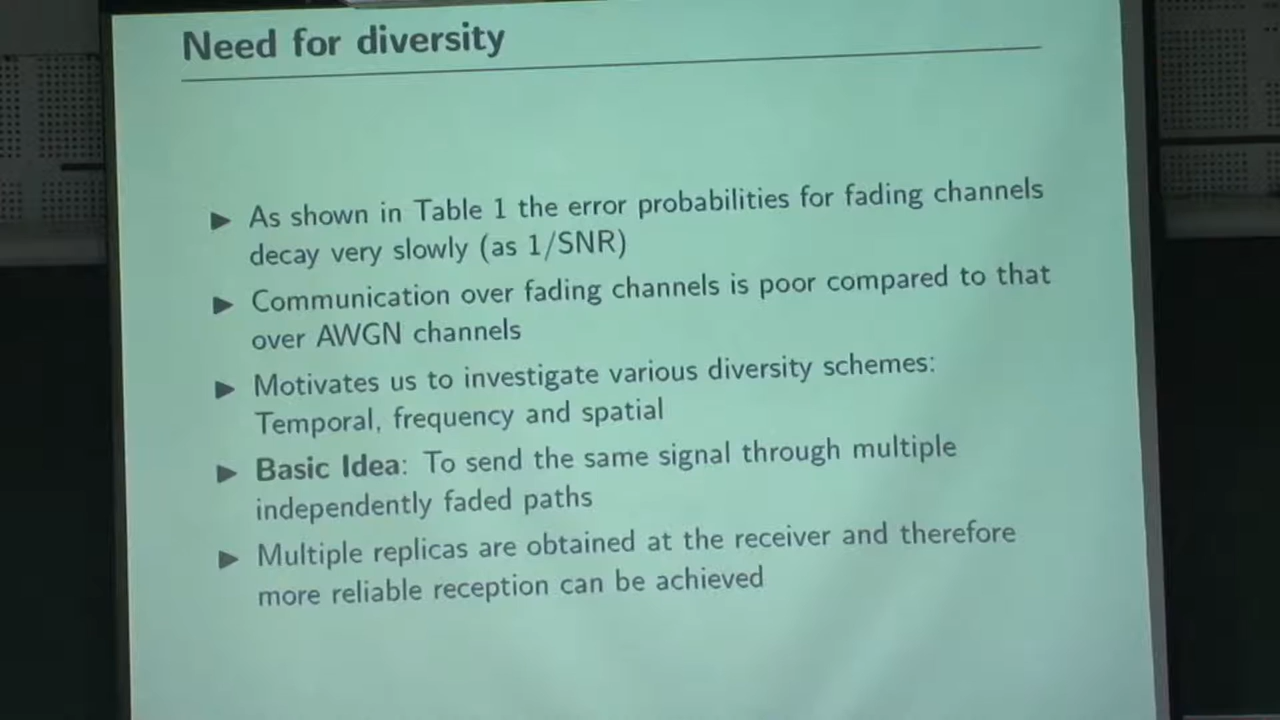 Need for diversity
▶ As shown in Table 1 the error probabilities for fading channels
decay very slowly (as 1/SNR)
▶ Communication over fading channels is poor compared to that
over AWGN channels
▶ Motivates us to investigate various diversity schemes:
Temporal, frequency and spatial
▶ Basic Idea: To send the same signal through multiple
independently faded paths
▶ Multiple replicas are obtained at the receiver and therefore
more reliable reception can be achieved